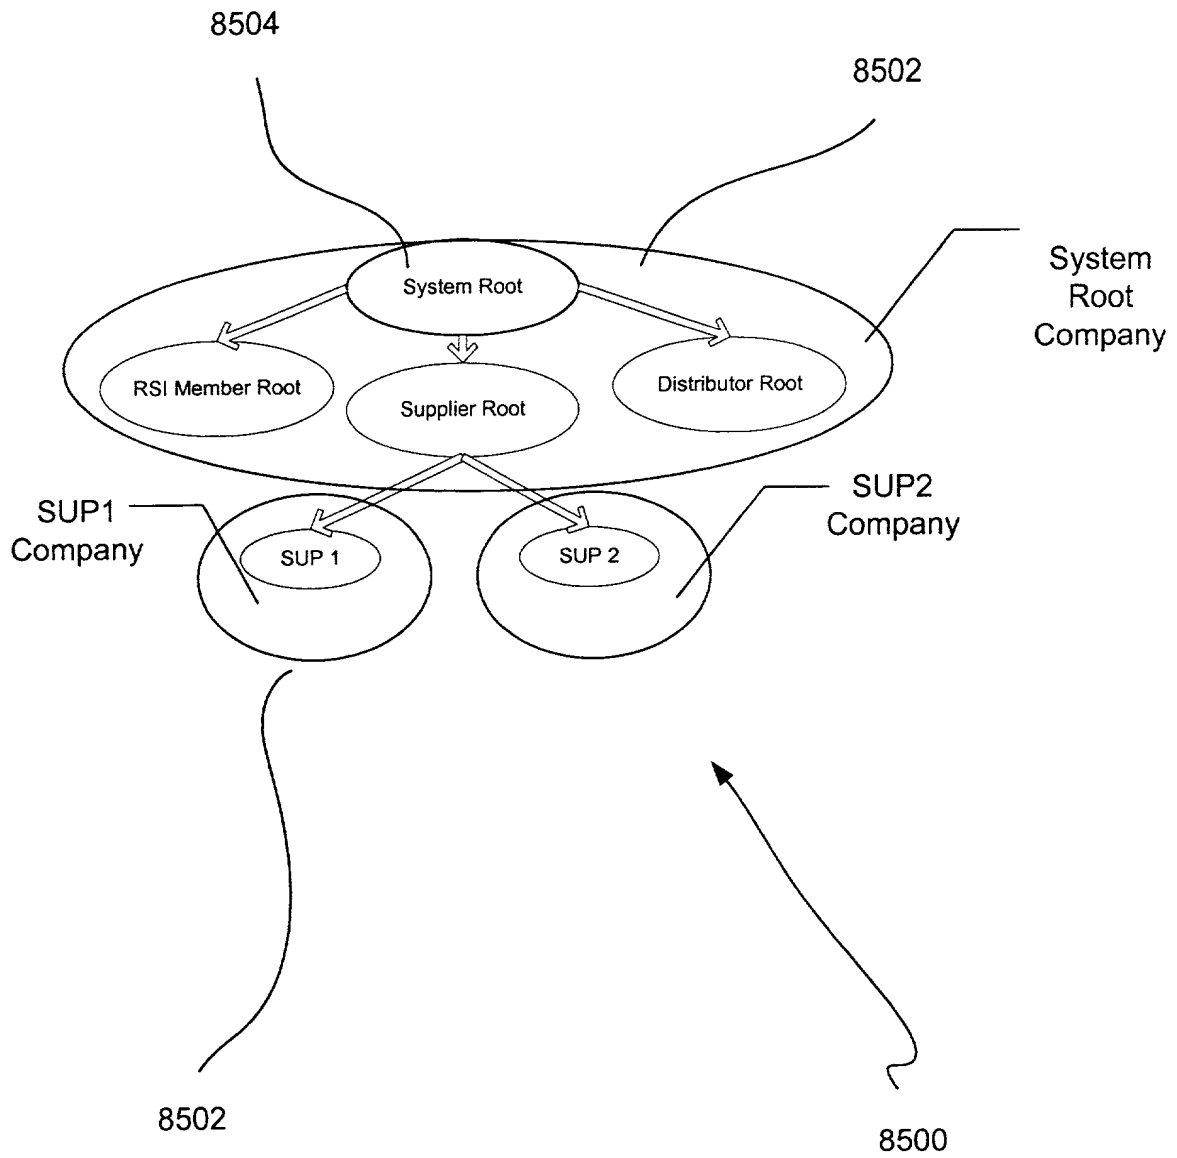 8504
8502
System Root
System
Root
Company
RSI Member Root
Supplier Root
Distributor Root
SUP1
Company
SUP2
Company
SUP 1
SUP 2
8502
8500